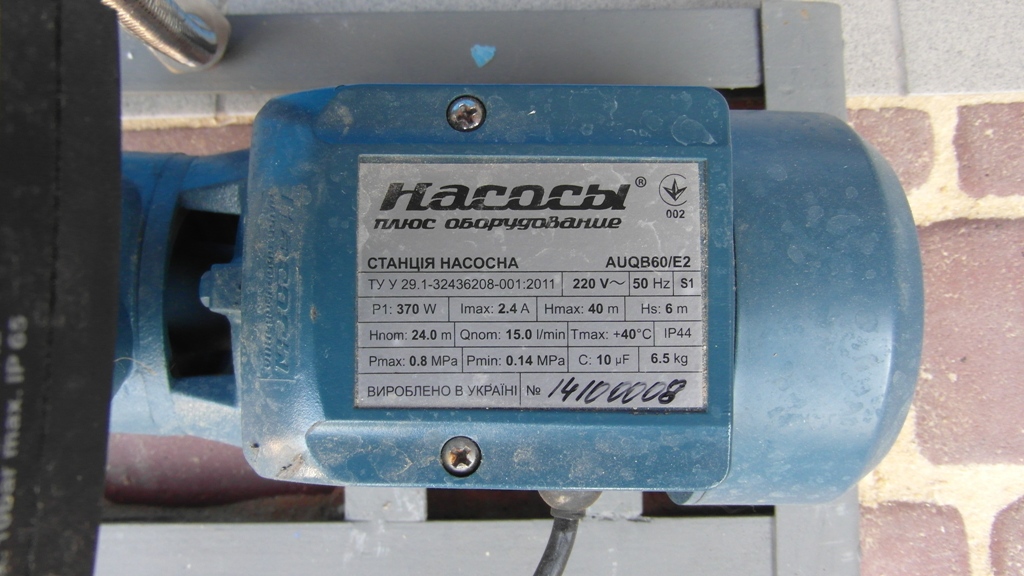 Насосы®
плюс оборудование
002
СТАНЦІЯ НАСОСНА AUQB60/E2
ТУ У 29.1-32436208-001:2011 220 V~ 50 Hz S1
P1: 370 W Imax: 2.4 A Hmax: 40 m Hs: 6 m
Hnom: 24.0 m Qnom: 15.0 l/min Tmax: +40°C IP44
Pmax: 0.8 MPa Pmin: 0.14 MPa C: 10 µF 6.5 kg
ВИРОБЛЕНО В УКРАЇНІ № 14100008
max. IP 65